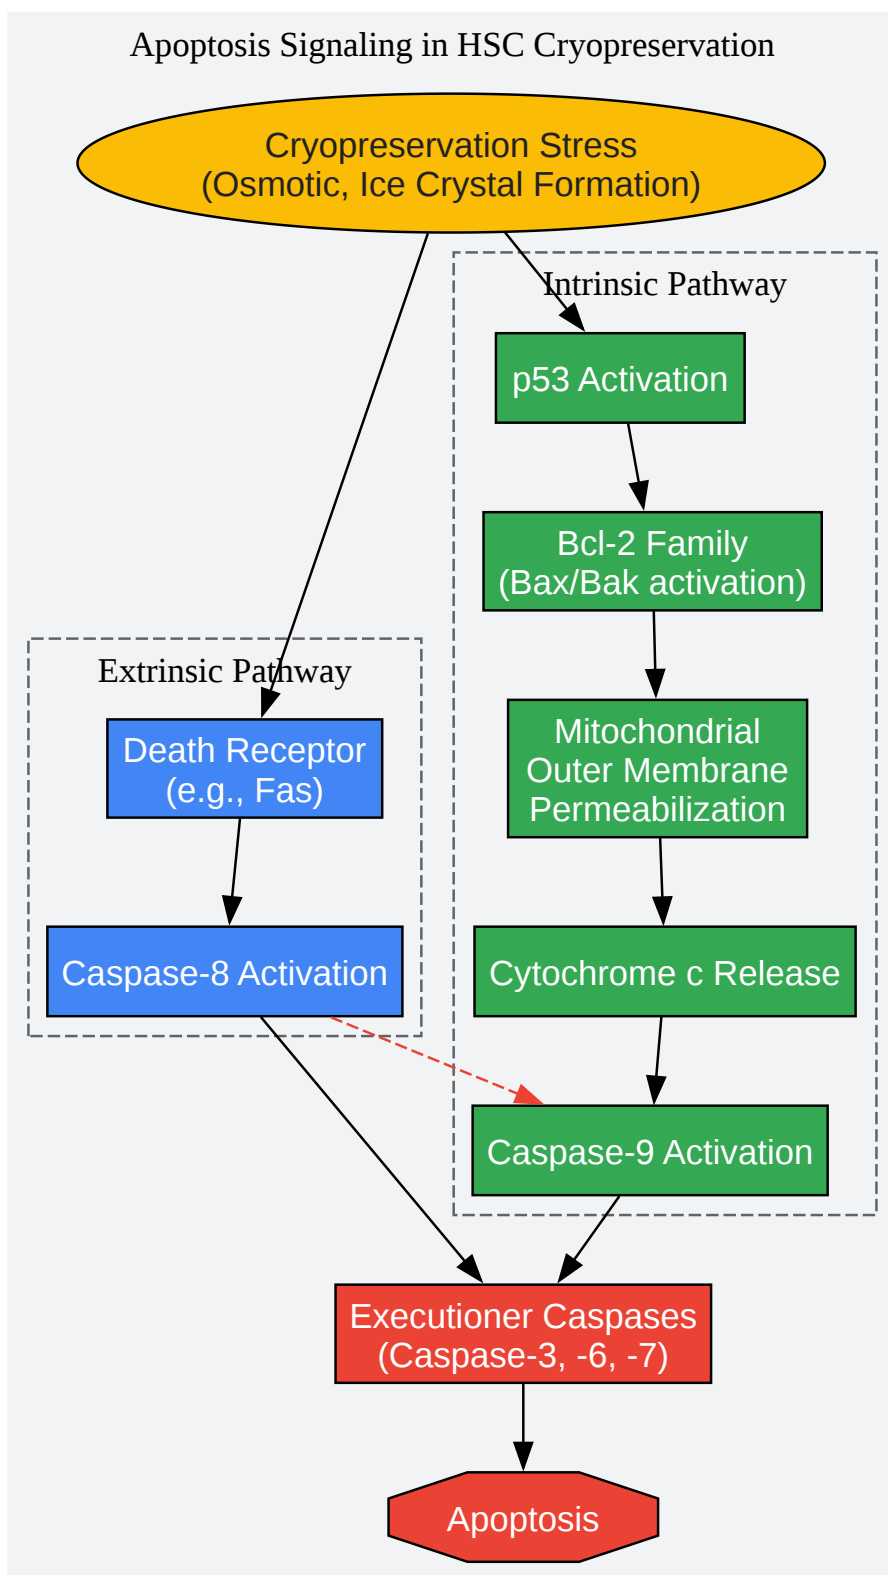 Apoptosis Signaling in HSC Cryopreservation
Cryopreservation Stress
(Osmotic, Ice Crystal Formation)
Intrinsic Pathway
p53 Activation
Bcl-2 Family
(Bax/Bak activation)
Extrinsic Pathway
Death Receptor
(e.g., Fas)
Mitochondrial
Outer Membrane
Permeabilization
Caspase-8 Activation
Cytochrome c Release
Caspase-9 Activation
Executioner Caspases
(Caspase-3, -6, -7)
Apoptosis